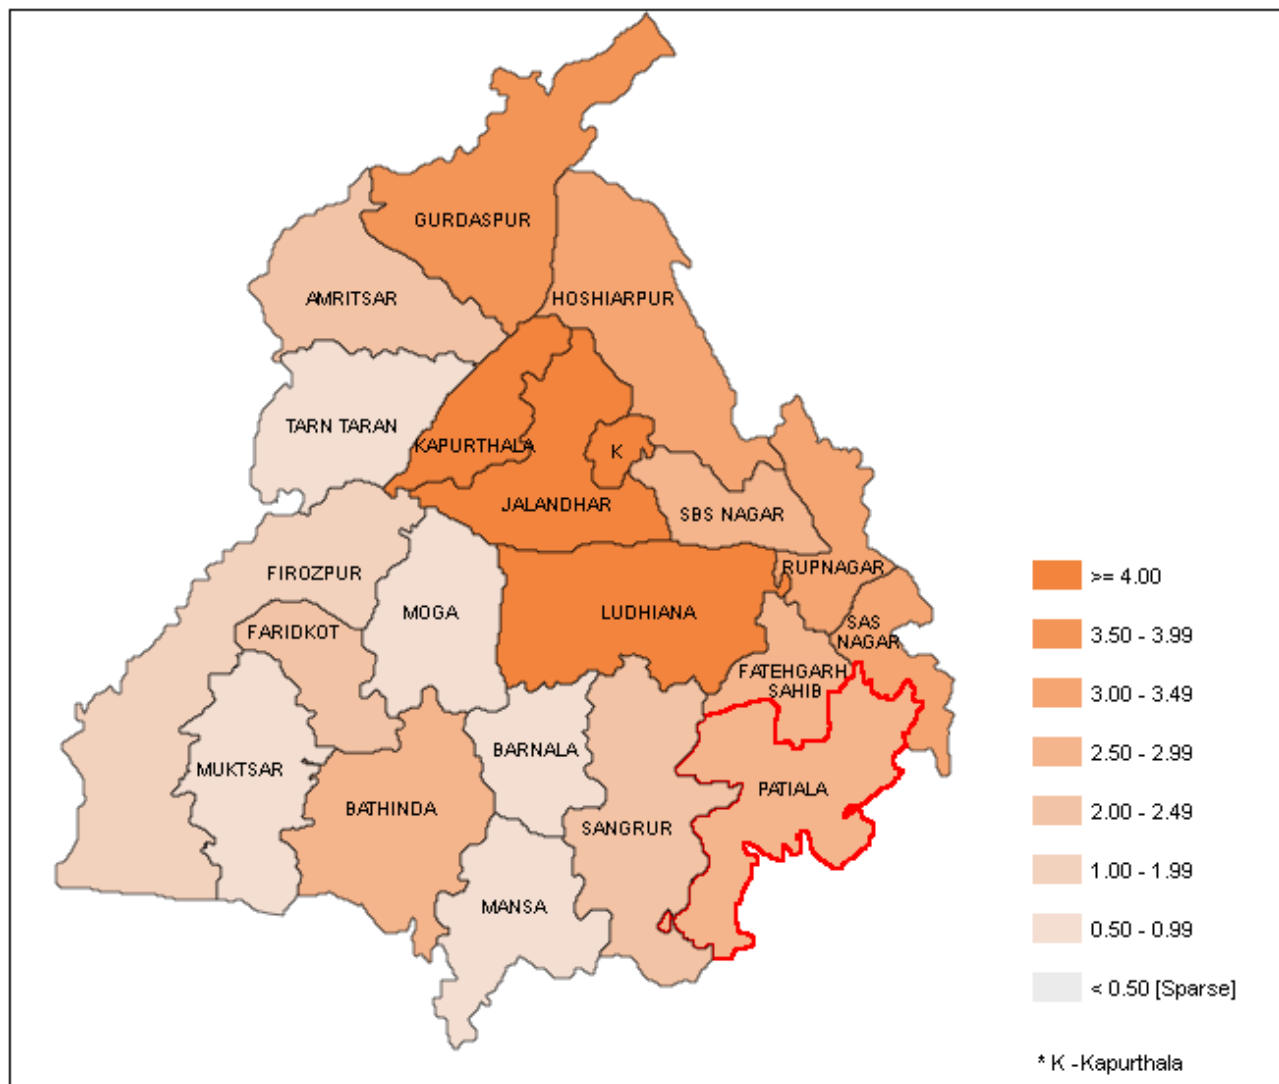 GURDASPUR
AMRITSAR
HOSHIARPUR
TARN TARAN
KAPURTHALA
K
JALANDHAR
SBS NAGAR
FIROZPUR
RUPNAGAR
MOGA
LUDHIANA
FARIDKOT
SAS
NAGAR
FATEHGARH
SAHIB
BARNALA
MUKTSAR
PATIALA
BATHINDA
SANGRUR
MANSA
>= 4.00
3.50 - 3.99
3.00 - 3.49
2.50 - 2.99
2.00 - 2.49
1.00 - 1.99
0.50 - 0.99
< 0.50 [Sparse]
* K -Kapurthala